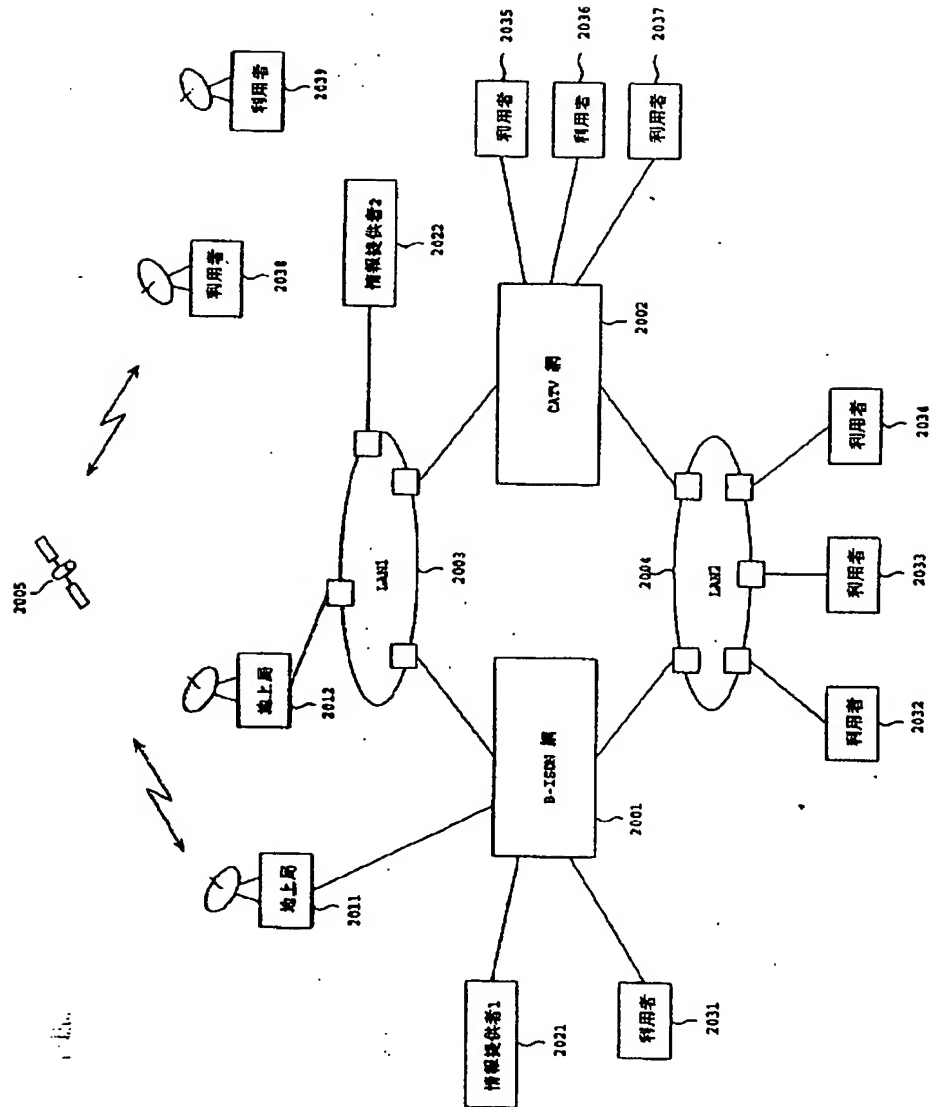 2005
地上局
2011
地上局
2012
利用者
2038
利用者
2039
情報提供者2
2022
LAN1
2003
情報提供者1
2021
利用者
2031
B-ISDN 網
2001
CATV 網
2002
利用者
2035
利用者
2036
利用者
2037
2004
LAN2
利用者
2032
利用者
2033
利用者
2034